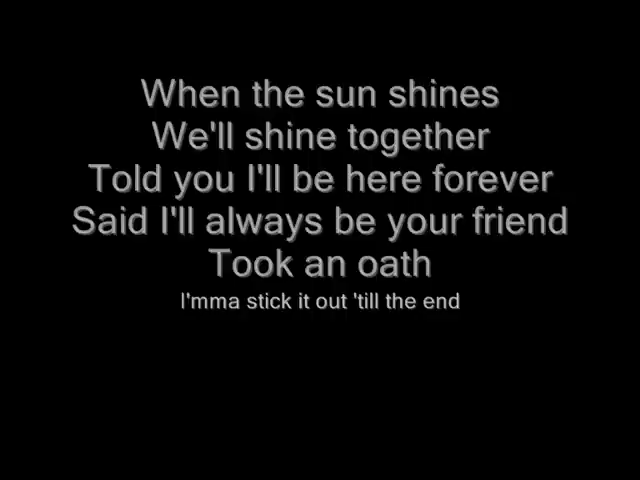 When the sun shines
We'll shine together
Told you I'll be here forever
Said I'll always be your friend
Took an oath
I'mma stick it out 'till the end